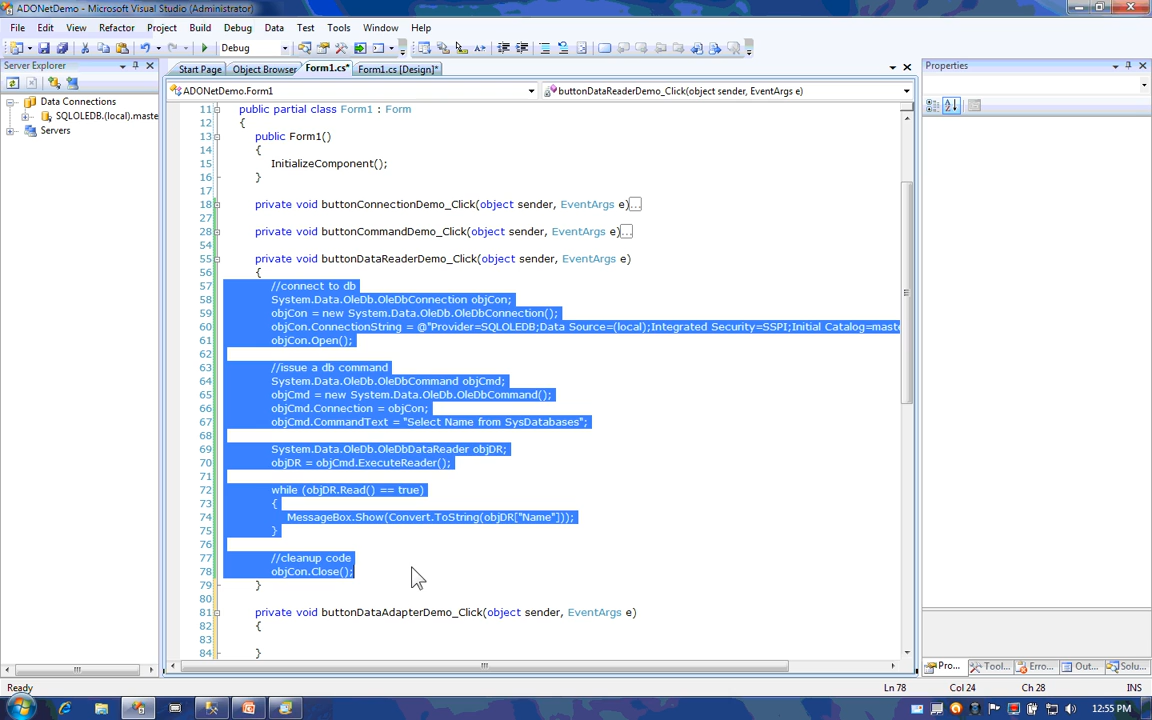 ADONetDemo - Microsoft Visual Studio (Administrator)
File Edit View Refactor Project Build Debug Data Test Tools Window Help
Debug
Server Explorer
Start Page Object Browser Form1.cs* Form1.cs [Design]*
Properties
ADONetDemo.Form1
buttonDataReaderDemo_Click(object sender, EventArgs e)
Data Connections
SQLOLEDB.(local).maste
Servers
11 public partial class Form1 : Form
12 {
13 public Form1()
14 {
15 InitializeComponent();
16 }
17
18 private void buttonConnectionDemo_Click(object sender, EventArgs e)...
27
28 private void buttonCommandDemo_Click(object sender, EventArgs e)...
54
55 private void buttonDataReaderDemo_Click(object sender, EventArgs e)
56 {
57 //connect to db
58 System.Data.OleDb.OleDbConnection objCon;
59 objCon = new System.Data.OleDb.OleDbConnection();
60 objCon.ConnectionString = @"Provider=SQLOLEDB;Data Source=(local);Integrated Security=SSPI;Initial Catalog=maste
61 objCon.Open();
62
63 //issue a db command
64 System.Data.OleDb.OleDbCommand objCmd;
65 objCmd = new System.Data.OleDb.OleDbCommand();
66 objCmd.Connection = objCon;
67 objCmd.CommandText = "Select Name from SysDatabases";
68
69 System.Data.OleDb.OleDbDataReader objDR;
70 objDR = objCmd.ExecuteReader();
71
72 while (objDR.Read() == true)
73 {
74 MessageBox.Show(Convert.ToString(objDR["Name"]));
75 }
76
77 //cleanup code
78 objCon.Close();
79 }
80
81 private void buttonDataAdapterDemo_Click(object sender, EventArgs e)
82 {
83
84 }
Pro... Tool... Erro... Out... Solu...
Ready
Ln 78 Col 24 Ch 28 INS
12:55 PM